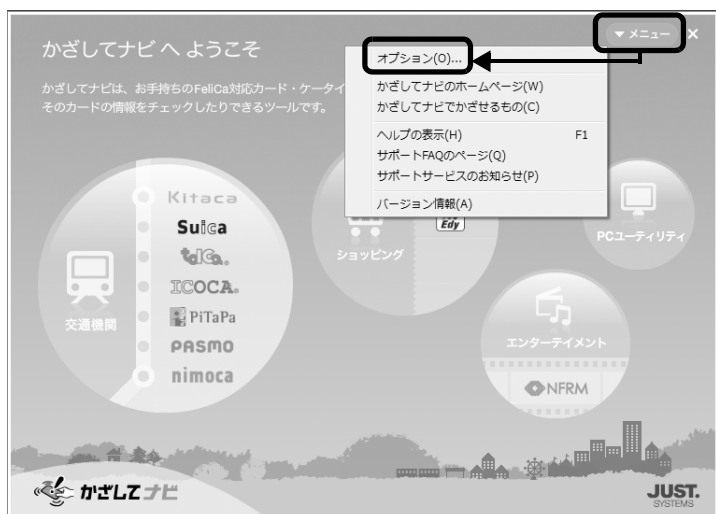 かざしてナビ へ ようこそ
▼ メニュー ×
かざしてナビは、お手持ちのFeliCa対応カード・ケータイ
そのカードの情報をチェックしたりできるツールです。
オプション(O)...
かざしてナビのホームページ(W)
かざしてナビでかざせるもの(C)
ヘルプの表示(H) F1
サポートFAQのページ(Q)
サポートサービスのお知らせ(P)
バージョン情報(A)
交通機関
Kitaca
Suica
toica.
ICOCA.
PiTaPa
PASMO
nimoca
ショッピング
Edy
PCユーティリティ
エンターテイメント
NFRM
かざしてナビ
JUST.
SYSTEMS